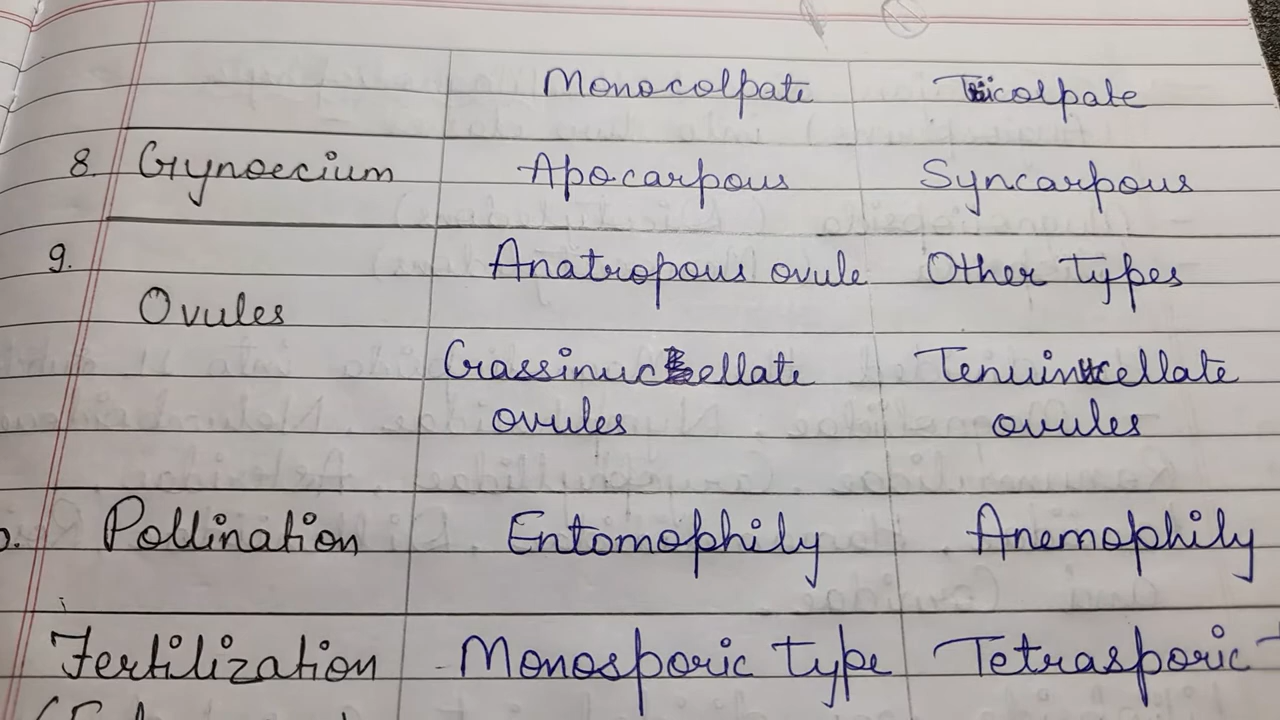 Monocolpate Tricolpate
8. Gynoecium Apocarpous Syncarpous
9. Anatropous ovule Other types
Ovules
Crassinucellate Tenuinucellate
ovules ovules
Pollination Entomophily Anemophily
Fertilization Monosporic type Tetrasporic